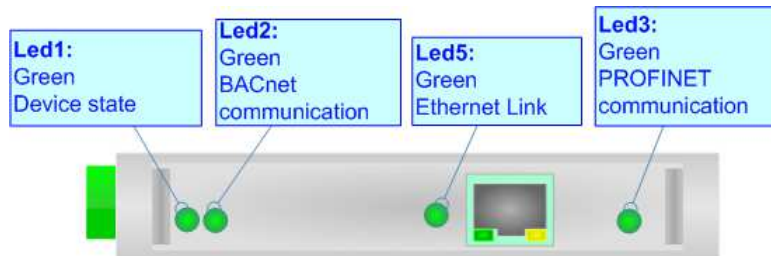 Led1:
Green
Device state
Led2:
Green
BACnet
communication
Led5:
Green
Ethernet Link
Led3:
Green
PROFINET
communication